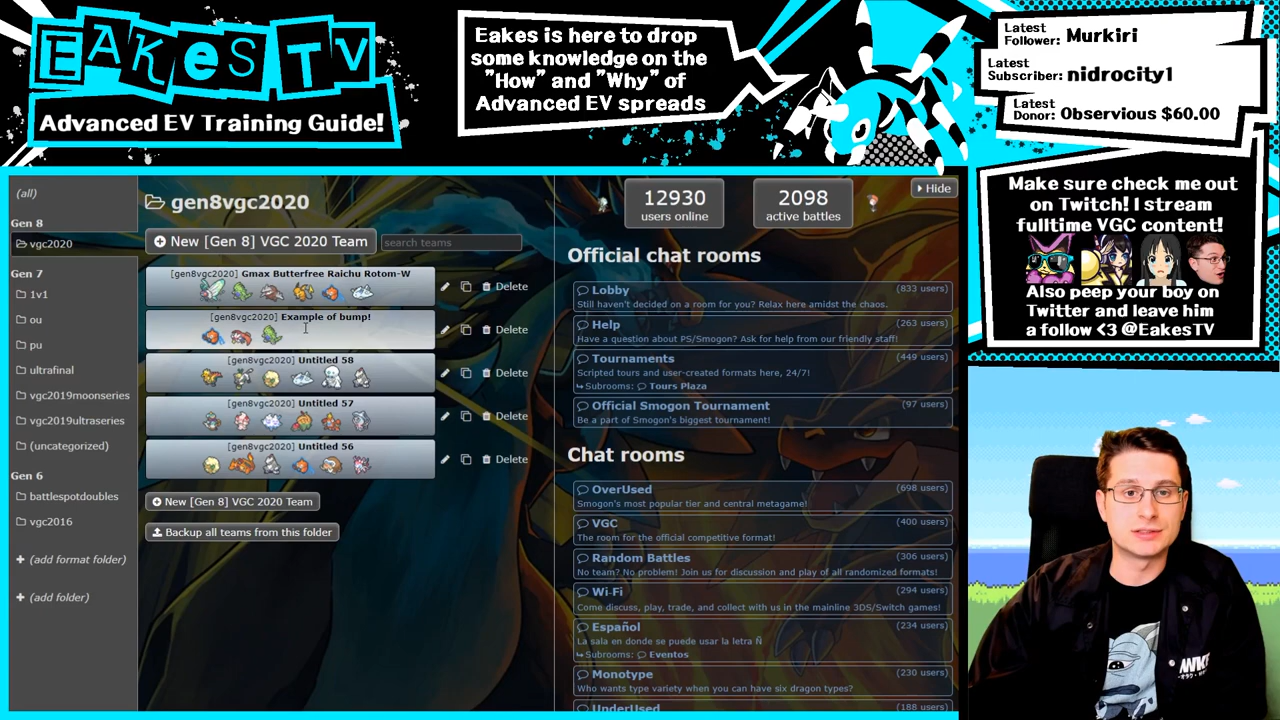 EAKES TV
Advanced EV Training Guide!
Eakes is here to drop
some knowledge on the
"How" and "Why" of
Advanced EV spreads
Latest
Follower: Murkiri
Latest
Subscriber: nidrocity1
Latest
Donor: Observious $60.00
Make sure check me out
on Twitch! I stream
fulltime VGC content!
Also peep your boy on
Twitter and leave him
a follow <3 @EakesTV
(all)
Gen 8
vgc2020
Gen 7
1v1
ou
pu
ultrafinal
vgc2019moonseries
vgc2019ultraseries
(uncategorized)
Gen 6
battlespotdoubles
vgc2016
(add format folder)
(add folder)
gen8vgc2020
New [Gen 8] VGC 2020 Team
search teams
[gen8vgc2020] Gmax Butterfree Raichu Rotom-W
Delete
[gen8vgc2020] Example of bump!
Delete
[gen8vgc2020] Untitled 58
Delete
[gen8vgc2020] Untitled 57
Delete
[gen8vgc2020] Untitled 56
Delete
New [Gen 8] VGC 2020 Team
Backup all teams from this folder
12930
users online
2098
active battles
Hide
Official chat rooms
Lobby (833 users)
Still haven't decided on a room for you? Relax here amidst the chaos.
Help (263 users)
Have a question about PS/Smogon? Ask for help from our friendly staff!
Tournaments (449 users)
Scripted tours and user-created formats here, 24/7!
Subrooms: Tours Plaza
Official Smogon Tournament (97 users)
Be a part of Smogon's biggest tournament!
Chat rooms
OverUsed (698 users)
Smogon's most popular tier and central metagame!
VGC (400 users)
The room for the official competitive format!
Random Battles (306 users)
No team? No problem! Join us for discussion and play of all randomized formats!
Wi-Fi (294 users)
Come discuss, play, trade, and collect with us in the mainline 3DS/Switch games!
Español (234 users)
La sala en donde se puede usar la letra Ñ
Subrooms: Eventos
Monotype (230 users)
Who wants type variety when you can have six dragon types?
UnderUsed (188 users)